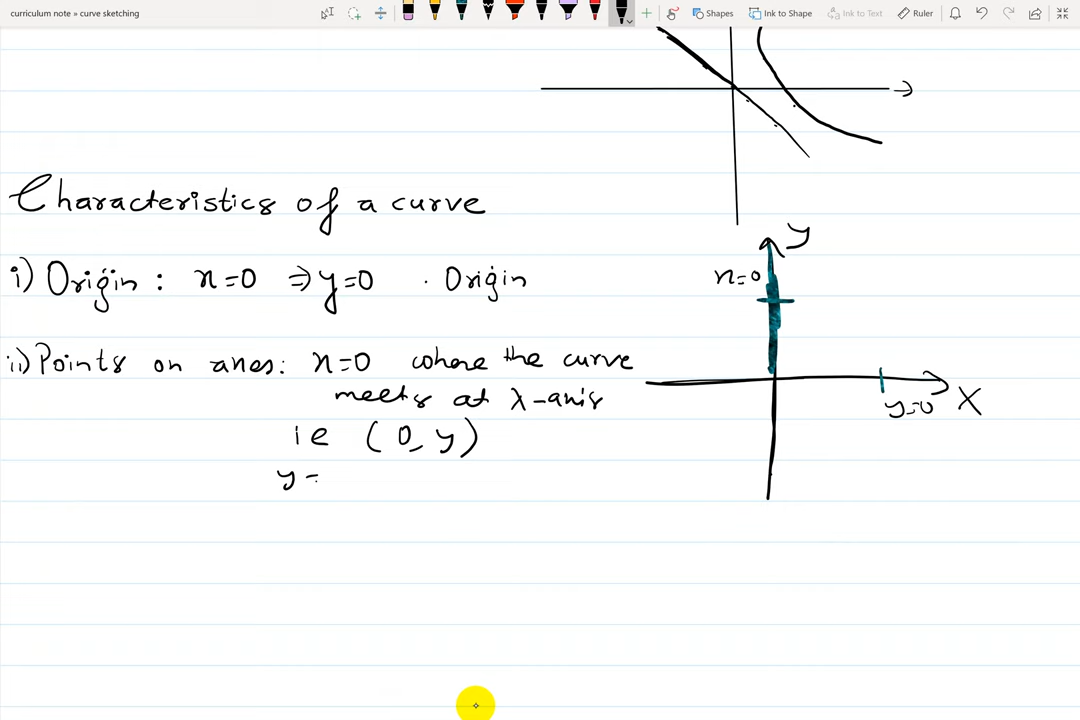 curriculum note » curve sketching
Shapes
Ink to Shape
Ink to Text
Ruler
Characteristics of a curve
i) Origin : x=0 ⇒ y=0 . Origin
ii) Points on axes: x=0 where the curve
meets at x-axis
ie (0, y)
y =
y
x=0
y=0
X